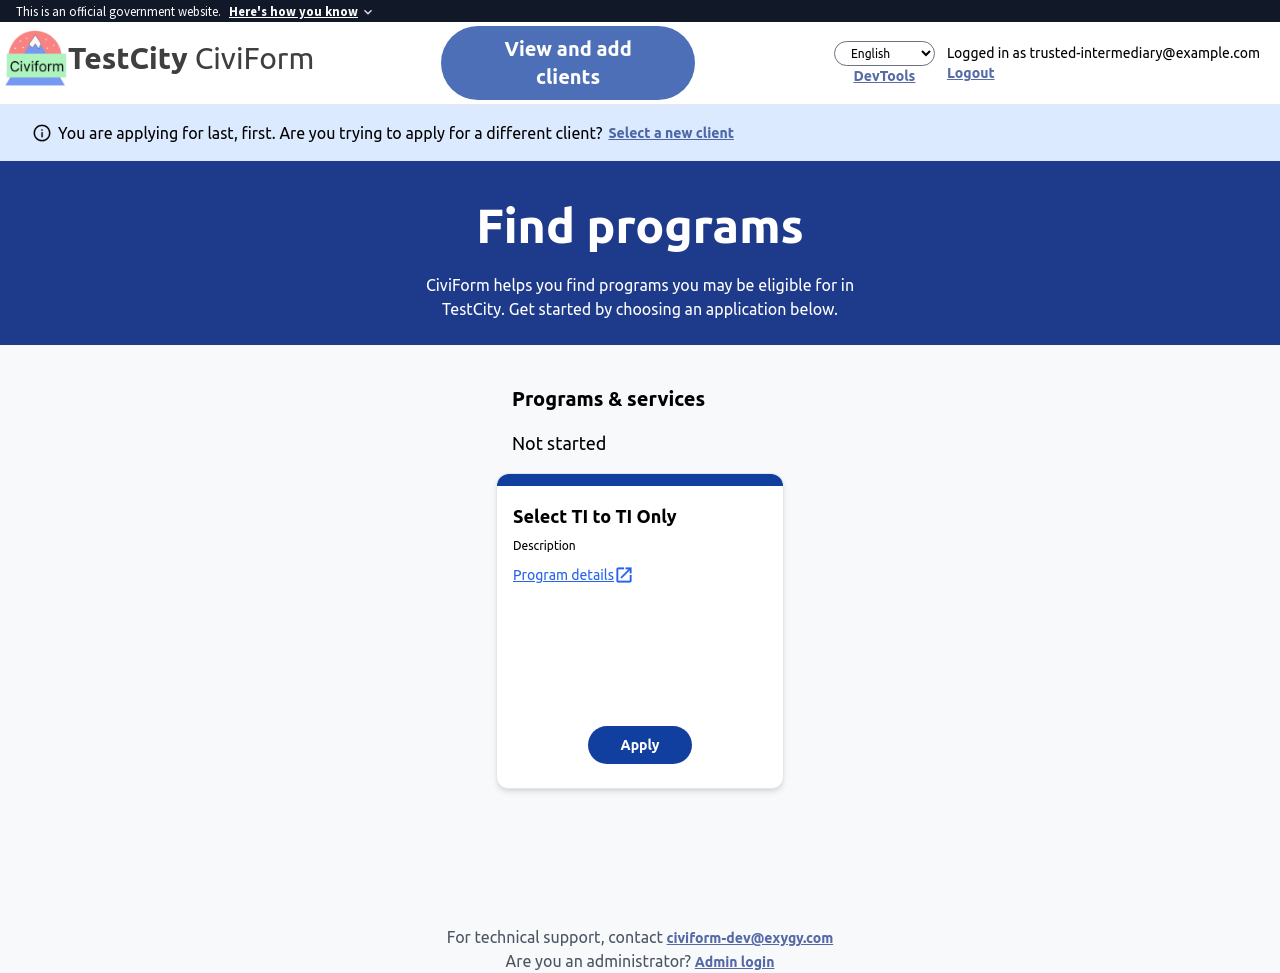 This is an official government website. Here's how you know
Civiform
TestCity CiviForm
View and add
clients
English
DevTools
Logged in as trusted-intermediary@example.com
Logout
You are applying for last, first. Are you trying to apply for a different client? Select a new client
Find programs
CiviForm helps you find programs you may be eligible for in
TestCity. Get started by choosing an application below.
Programs & services
Not started
Select TI to TI Only
Description
Program details
Apply
For technical support, contact civiform-dev@exygy.com
Are you an administrator? Admin login